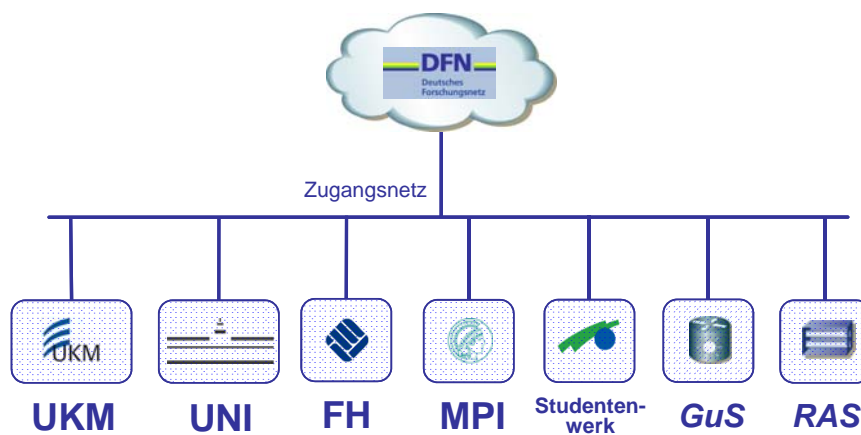 DFN
Deutsches
Forschungsnetz
Zugangsnetz
UKM
UKM
UNI
FH
MPI
Studenten-
werk
GuS
RAS